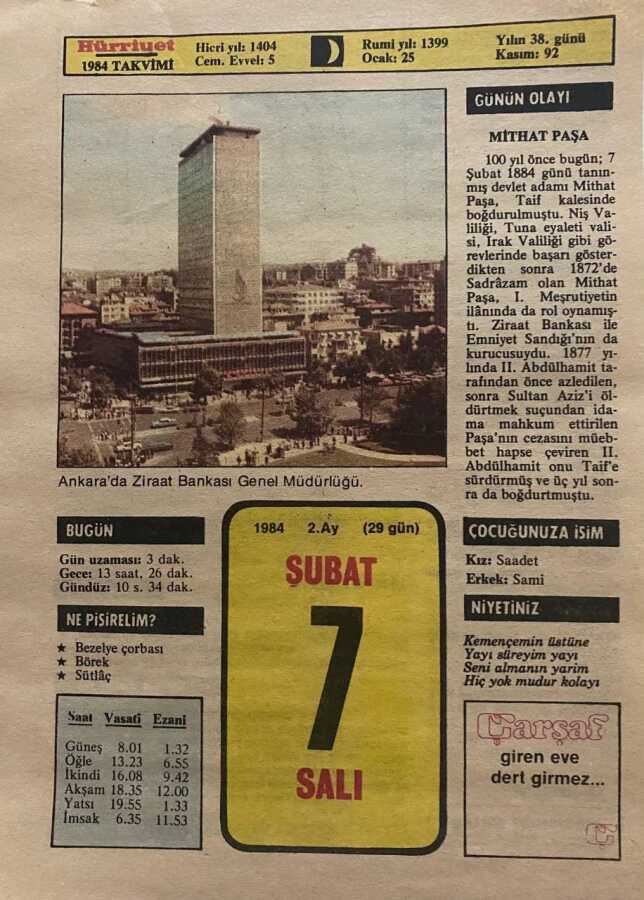 Hürriyet
1984 TAKVİMİ
Hicri yıl: 1404
Cem. Evvel: 5
Rumi yıl: 1399
Ocak: 25
Yılın 38. günü
Kasım: 92
Ankara'da Ziraat Bankası Genel Müdürlüğü.
GÜNÜN OLAYI
MİTHAT PAŞA
100 yıl önce bugün; 7
Şubat 1884 günü tanın-
mış devlet adamı Mithat
Paşa, Taif kalesinde
boğdurulmuştu. Niş Va-
liliği, Tuna eyaleti vali-
si, Irak Valiliği gibi gö-
revlerinde başarı göster-
dikten sonra 1872'de
Sadrâzam olan Mithat
Paşa, I. Meşrutiyetin
ilânında da rol oynamış-
tı. Ziraat Bankası ile
Emniyet Sandığı'nın da
kurucusuydu. 1877 yı-
lında II. Abdülhamit ta-
rafından önce azledilen,
sonra Sultan Aziz'i öl-
dürtmek suçundan ida-
ma mahkum ettirilen
Paşa'nın cezasını müeb-
bet hapse çeviren II.
Abdülhamit onu Taif'e
sürdürmüş ve üç yıl son-
ra da boğdurtmuştu.
BUGÜN
Gün uzaması: 3 dak.
Gece: 13 saat, 26 dak.
Gündüz: 10 s. 34 dak.
NE PİŞİRELİM?
★ Bezelye çorbası
★ Börek
★ Sütlâç
Saat Vasatî Ezanî
Güneş 8.01 1.32
Öğle 13.23 6.55
İkindi 16.08 9.42
Akşam 18.35 12.00
Yatsı 19.55 1.33
İmsak 6.35 11.53
1984 2.Ay (29 gün)
ŞUBAT
7
SALI
ÇOCUĞUNUZA İSİM
Kız: Saadet
Erkek: Sami
NİYETİNİZ
Kemençemin üstüne
Yayı süreyim yayı
Seni almanın yarim
Hiç yok mudur kolayı
Çarşaf
giren eve
dert girmez...
Ç